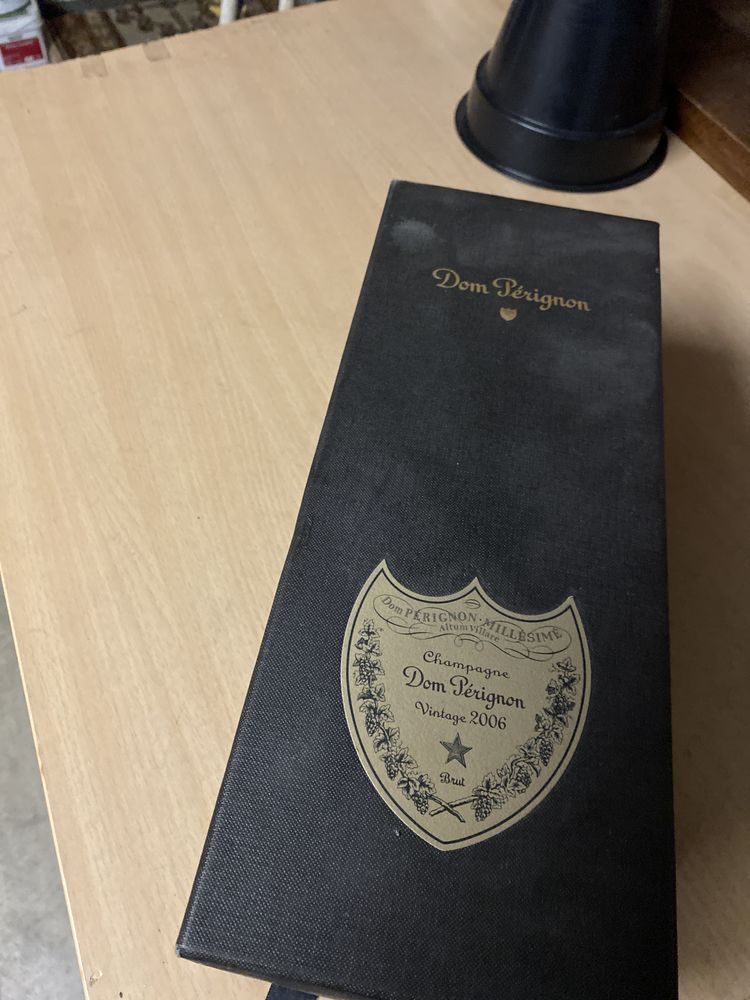 Dom Pérignon
Dom PÉRIGNON·MILLÉSIME
Altum Villare
Champagne
Dom Pérignon
Vintage 2006
Brut